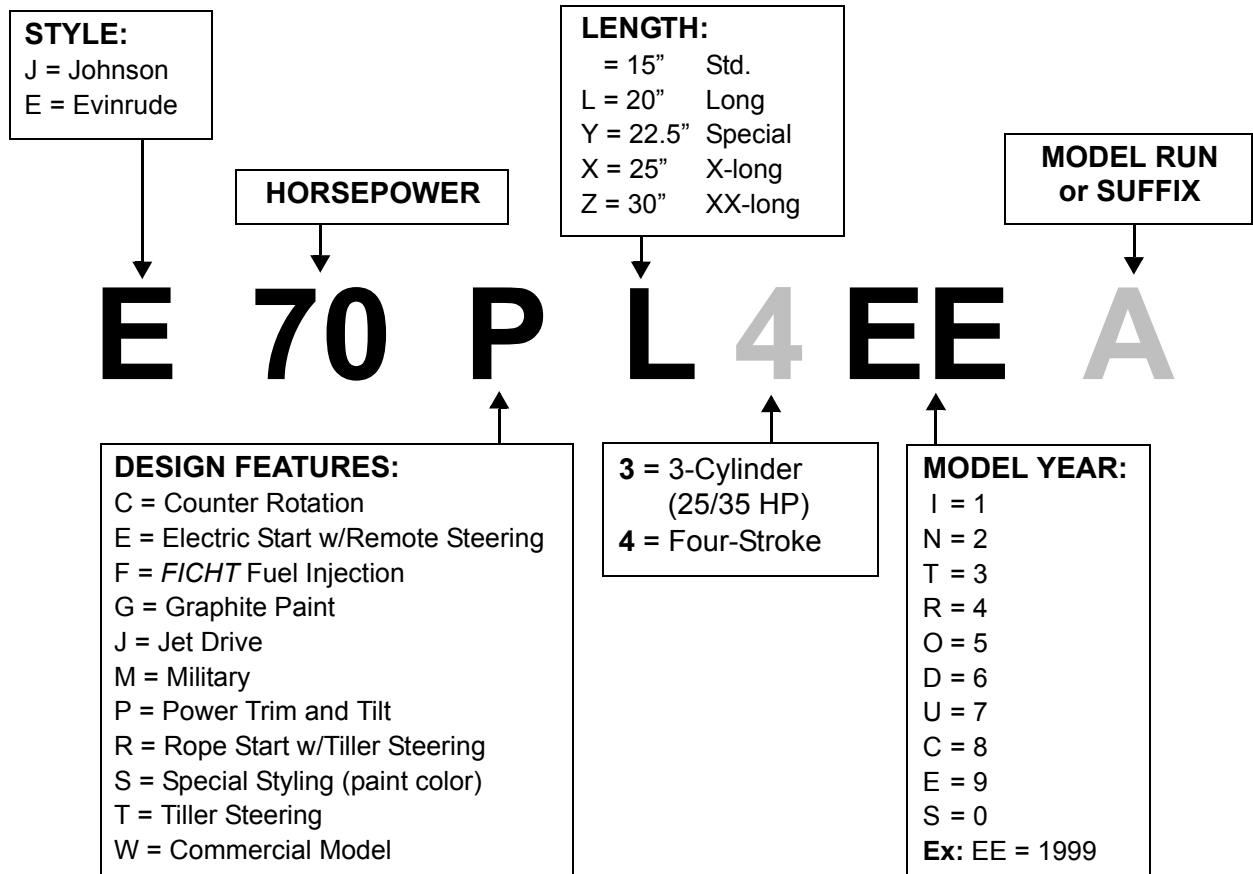 STYLE:
J = Johnson
E = Evinrude
HORSEPOWER
LENGTH:
= 15” Std.
L = 20” Long
Y = 22.5” Special
X = 25” X-long
Z = 30” XX-long
MODEL RUN
or SUFFIX
E 70 P L 4 EE A
DESIGN FEATURES:
C = Counter Rotation
E = Electric Start w/Remote Steering
F = FICHT Fuel Injection
G = Graphite Paint
J = Jet Drive
M = Military
P = Power Trim and Tilt
R = Rope Start w/Tiller Steering
S = Special Styling (paint color)
T = Tiller Steering
W = Commercial Model
3 = 3-Cylinder
(25/35 HP)
4 = Four-Stroke
MODEL YEAR:
I = 1
N = 2
T = 3
R = 4
O = 5
D = 6
U = 7
C = 8
E = 9
S = 0
Ex: EE = 1999